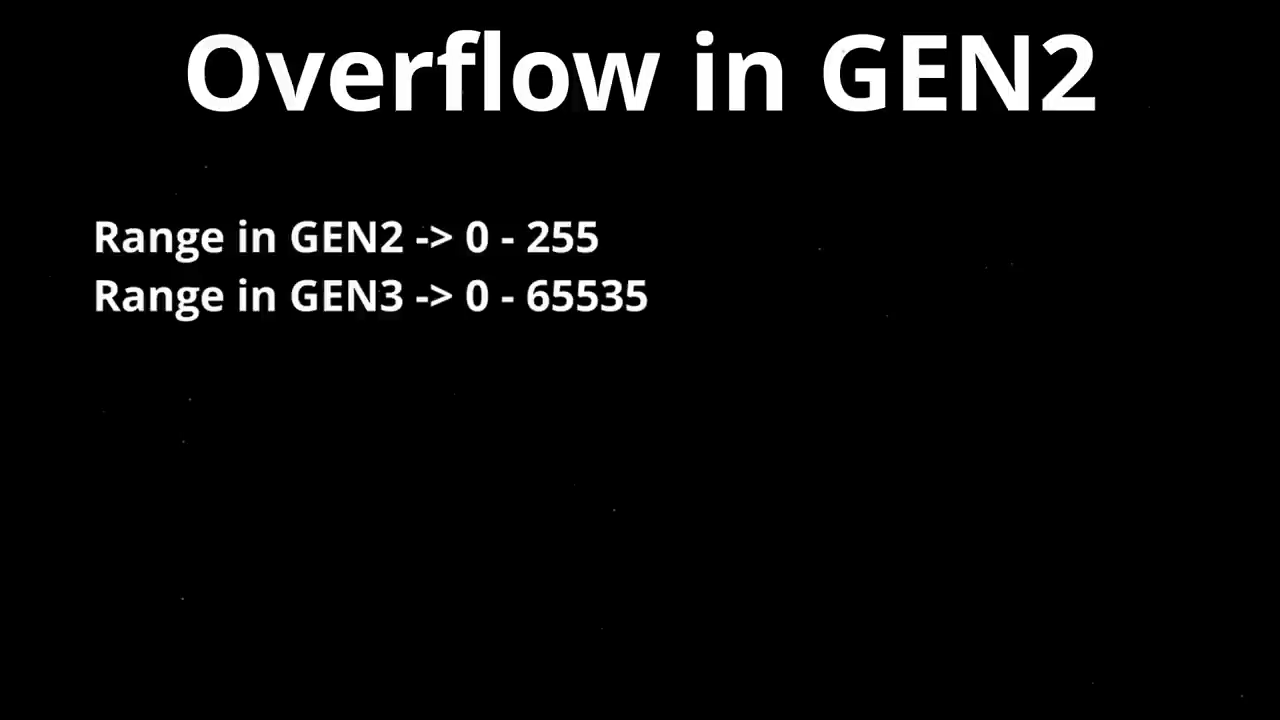 Overflow in GEN2
Range in GEN2 -> 0 - 255
Range in GEN3 -> 0 - 65535